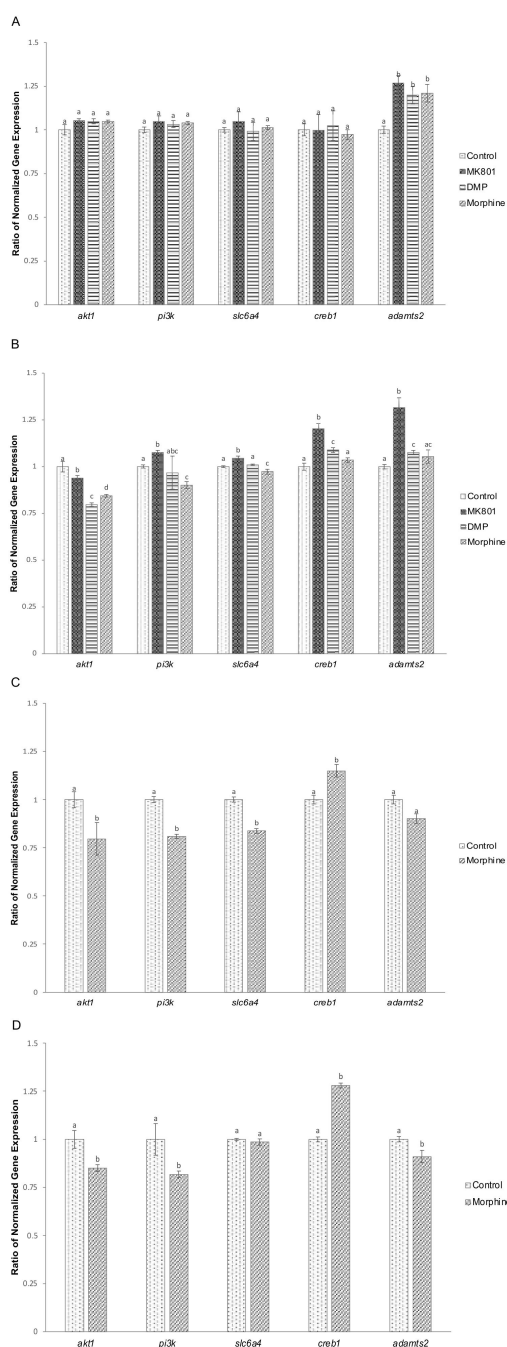 A
1.5
1.25
1
0.75
0.5
0.25
0
Ratio of Normalized Gene Expression
a a a a
a a a a
a a a a
a a a a
a b b b
akt1 pi3k slc6a4 creb1 adamts2
Control
MK801
DMP
Morphine
B
1.5
1.25
1
0.75
0.5
0.25
0
Ratio of Normalized Gene Expression
a b c d
a b abc c
a b a c
a b c a
a b c ac
akt1 pi3k slc6a4 creb1 adamts2
Control
MK801
DMP
Morphine
C
1.5
1.25
1
0.75
0.5
0.25
0
Ratio of Normalized Gene Expression
a b
a b
a b
a b
a a
akt1 pi3k slc6a4 creb1 adamts2
Control
Morphine
D
1.5
1.25
1
0.75
0.5
0.25
0
Ratio of Normalized Gene Expression
a b
a b
a a
a b
a b
akt1 pi3k slc6a4 creb1 adamts2
Control
Morphine